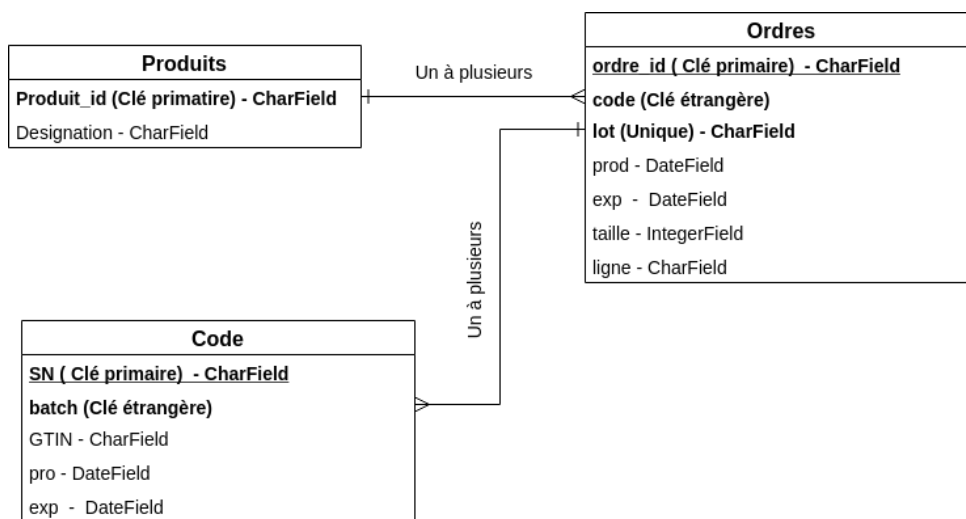 Produits
Produit_id (Clé primatire) - CharField
Designation - CharField
Un à plusieurs
Ordres
ordre_id ( Clé primaire)  - CharField
code (Clé étrangère)
lot (Unique) - CharField
prod - DateField
exp  -  DateField
taille - IntegerField
ligne - CharField
Un à plusieurs
Code
SN ( Clé primaire)  - CharField
batch (Clé étrangère)
GTIN - CharField
pro - DateField
exp  -  DateField